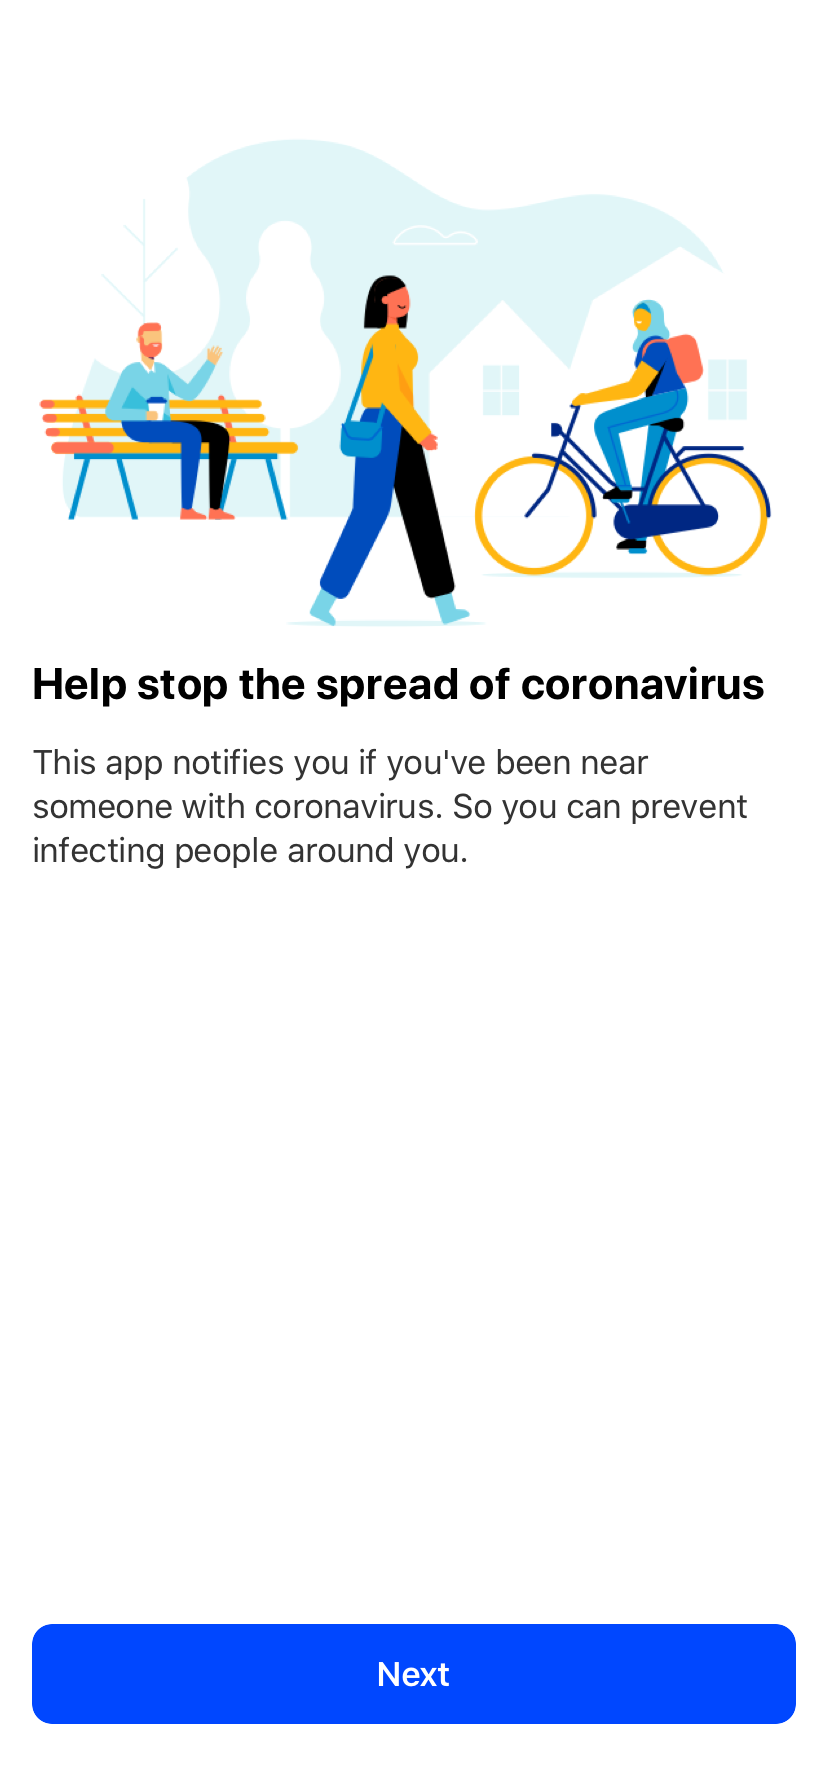 Help stop the spread of coronavirus
This app notifies you if you've been near
someone with coronavirus. So you can prevent
infecting people around you.
Next